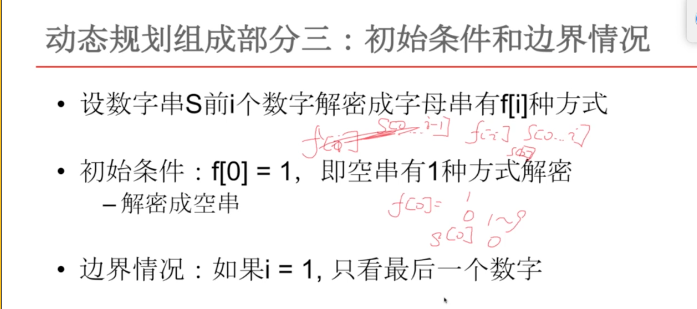 动态规划组成部分三：初始条件和边界情况
• 设数字串S前i个数字解密成字母串有f[i]种方式
f[i] S[0...i-1] f[i] S[0...i]
S[0]
• 初始条件：f[0] = 1，即空串有1种方式解密
– 解密成空串
f[0]= 1
0 1~9
S[0] 0
• 边界情况：如果i = 1, 只看最后一个数字